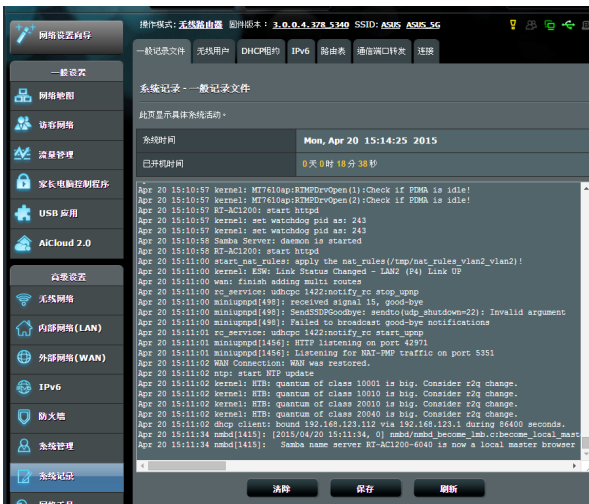 网络设置向导
操作模式: 无线路由器 固件版本: 3.0.0.4.378_5340 SSID: ASUS ASUS_5G
一般记录文件 无线用户 DHCP租约 IPv6 路由表 通信端口转发 连接
一般设置
网络地图
访客网络
流量管理
家长电脑控制程序
USB 应用
AiCloud 2.0
高级设置
无线网络
内部网络(LAN)
外部网络(WAN)
IPv6
防火墙
系统管理
系统记录
网络工具
系统记录 - 一般记录文件
此页显示具体系统活动。
系统时间 Mon, Apr 20 15:14:25 2015
已开机时间 0 天 0 时 18 分 38 秒
Apr 20 15:10:57 kernel: MT7610ap:RTMPDrvOpen(1):Check if PDMA is idle!
Apr 20 15:10:57 kernel: MT7610ap:RTMPDrvOpen(2):Check if PDMA is idle!
Apr 20 15:10:57 RT-AC1200: start httpd
Apr 20 15:10:57 kernel: set watchdog pid as: 243
Apr 20 15:10:57 kernel: set watchdog pid as: 243
Apr 20 15:10:58 Samba Server: daemon is started
Apr 20 15:10:58 RT-AC1200: start httpd
Apr 20 15:11:00 start_nat_rules: apply the nat_rules(/tmp/nat_rules_vlan2_vlan2)!
Apr 20 15:11:00 kernel: ESW: Link Status Changed - LAN2 (P4) Link UP
Apr 20 15:11:00 wan: finish adding multi routes
Apr 20 15:11:00 rc_service: udhcpc 1422:notify_rc stop_upnp
Apr 20 15:11:00 miniupnpd[498]: received signal 15, good-bye
Apr 20 15:11:00 miniupnpd[498]: SendSSDPGoodbye: sendto(udp_shutdown=22): Invalid argument
Apr 20 15:11:00 miniupnpd[498]: Failed to broadcast good-bye notifications
Apr 20 15:11:01 rc_service: udhcpc 1422:notify_rc start_upnp
Apr 20 15:11:01 miniupnpd[1456]: HTTP listening on port 42971
Apr 20 15:11:01 miniupnpd[1456]: Listening for NAT-PMP traffic on port 5351
Apr 20 15:11:02 WAN Connection: WAN was restored.
Apr 20 15:11:02 ntp: start NTP update
Apr 20 15:11:02 kernel: HTB: quantum of class 10001 is big. Consider r2q change.
Apr 20 15:11:02 kernel: HTB: quantum of class 10010 is big. Consider r2q change.
Apr 20 15:11:02 kernel: HTB: quantum of class 20010 is big. Consider r2q change.
Apr 20 15:11:02 kernel: HTB: quantum of class 20040 is big. Consider r2q change.
Apr 20 15:11:02 dhcp client: bound 192.168.123.112 via 192.168.123.1 during 86400 seconds.
Apr 20 15:11:34 nmbd[1415]: [2015/04/20 15:11:34, 0] nmbd/nmbd_become_lmb.c:become_local_mast
Apr 20 15:11:34 nmbd[1415]: Samba name server RT-AC1200-6040 is now a local master browser
清除 保存 刷新